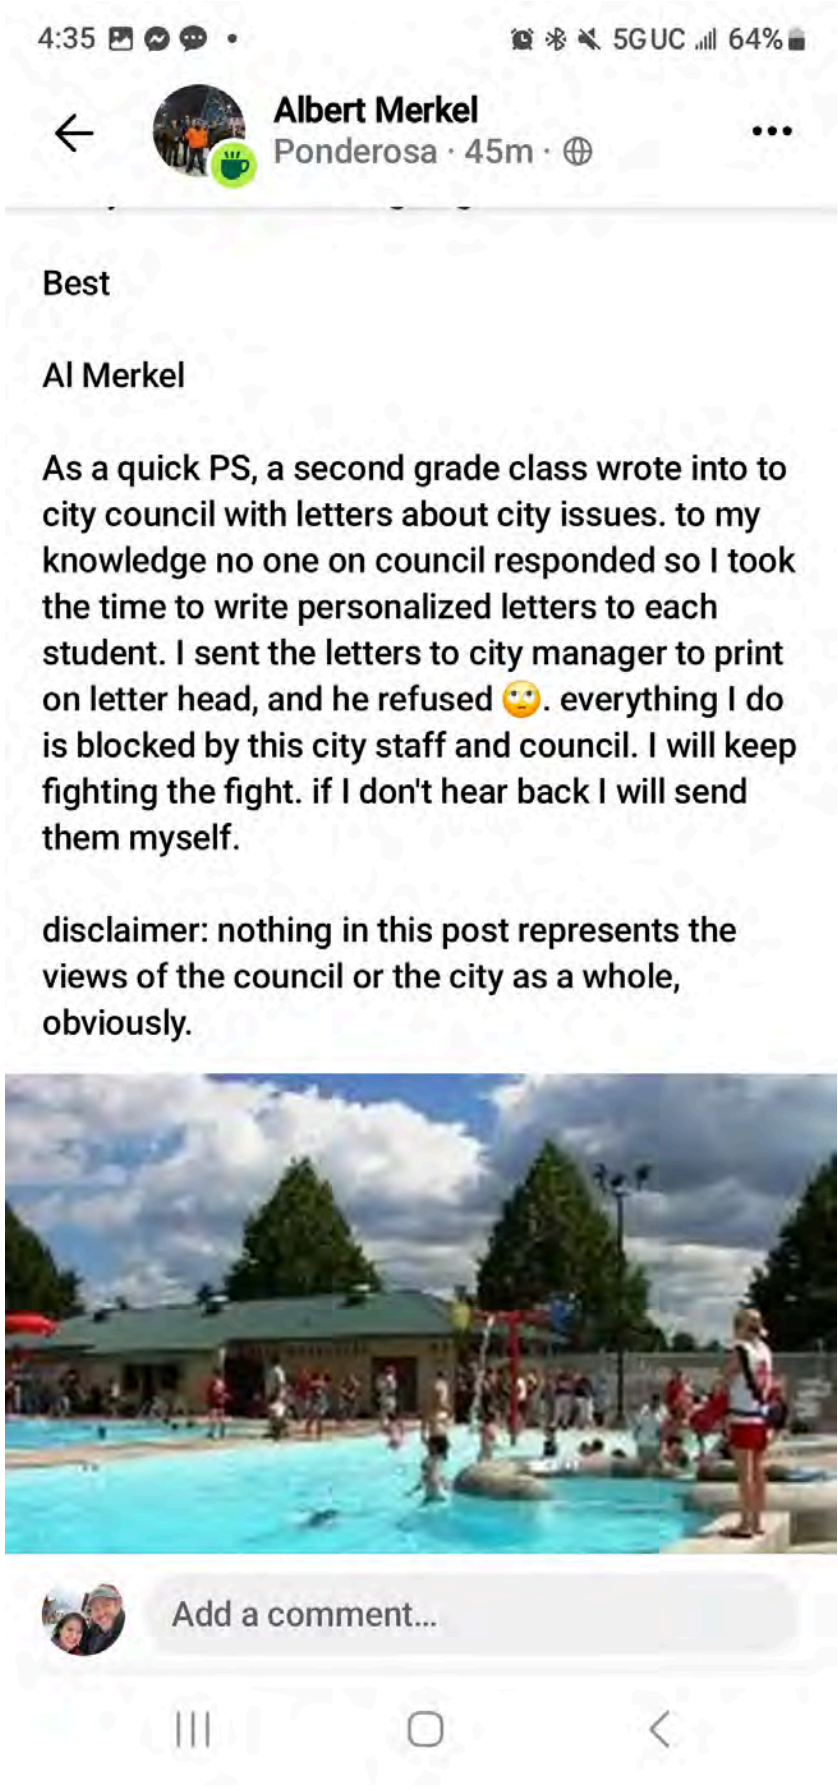 4:35
5G UC 64%
Albert Merkel
Ponderosa · 45m ·
Best
Al Merkel
As a quick PS, a second grade class wrote into to
city council with letters about city issues. to my
knowledge no one on council responded so I took
the time to write personalized letters to each
student. I sent the letters to city manager to print
on letter head, and he refused 🙄. everything I do
is blocked by this city staff and council. I will keep
fighting the fight. if I don't hear back I will send
them myself.
disclaimer: nothing in this post represents the
views of the council or the city as a whole,
obviously.
Add a comment...